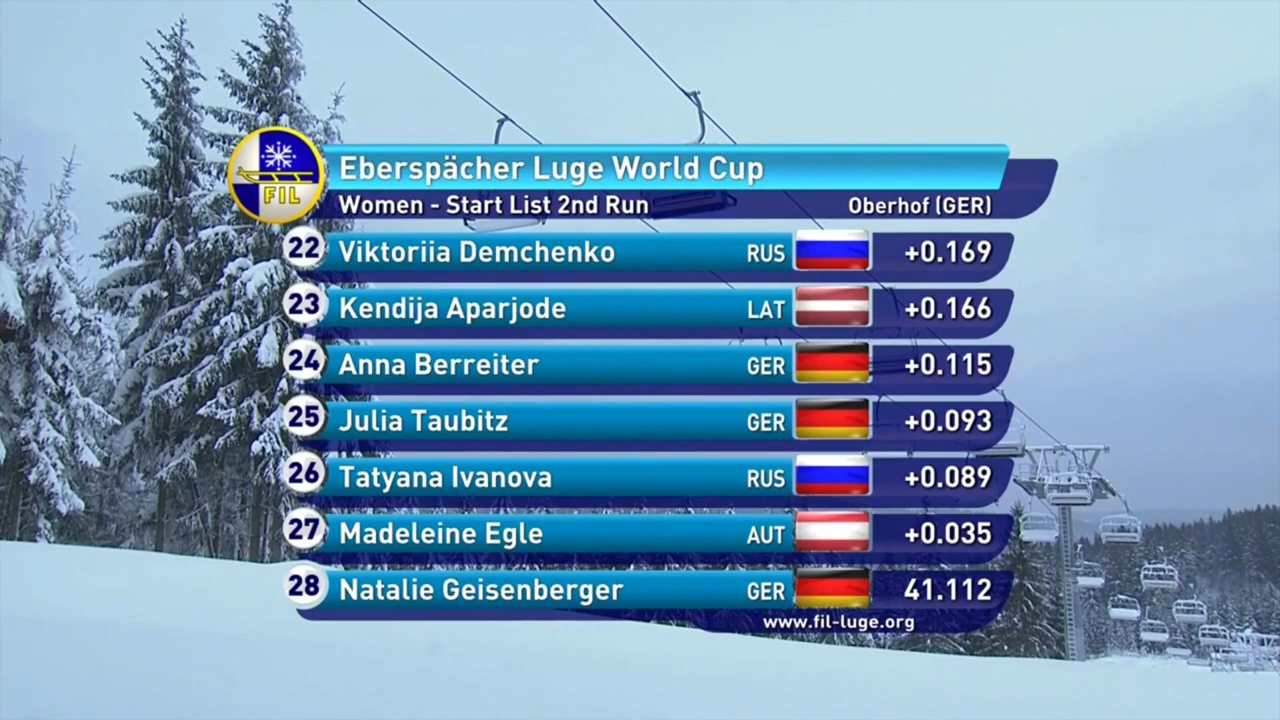 FIL
Eberspächer Luge World Cup
Women - Start List 2nd Run Oberhof (GER)
22 Viktoriia Demchenko RUS +0.169
23 Kendija Aparjode LAT +0.166
24 Anna Berreiter GER +0.115
25 Julia Taubitz GER +0.093
26 Tatyana Ivanova RUS +0.089
27 Madeleine Egle AUT +0.035
28 Natalie Geisenberger GER 41.112
www.fil-luge.org